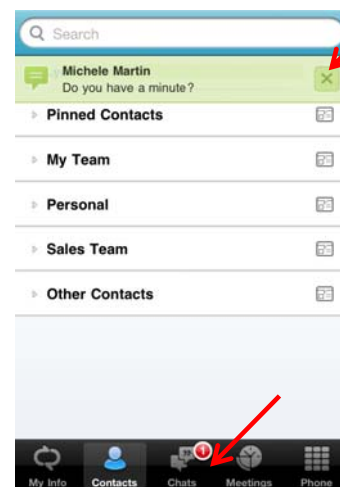 Search
Michele Martin
Do you have a minute?
Pinned Contacts
My Team
Personal
Sales Team
Other Contacts
1
My Info Contacts Chats Meetings Phone